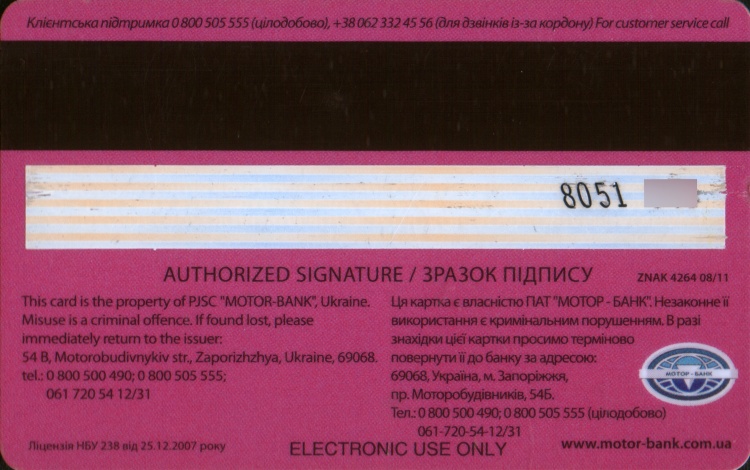 Клієнтська підтримка 0 800 505 555 (цілодобово), +38 062 332 45 56 (для дзвінків із-за кордону) For customer service call
8051
AUTHORIZED SIGNATURE / ЗРАЗОК ПІДПИСУ
ZNAK 4264 08/11
This card is the property of PJSC "MOTOR-BANK", Ukraine.
Misuse is a criminal offence. If found lost, please
immediately return to the issuer:
54 B, Motorobudivnykiv str., Zaporizhzhya, Ukraine, 69068.
tel.: 0 800 500 490; 0 800 505 555;
061 720 54 12/31
Ця картка є власністю ПАТ "МОТОР - БАНК". Незаконне її
використання є кримінальним порушенням. В разі
знахідки цієї картки просимо терміново
повернути її до банку за адресою:
69068, Україна, м. Запоріжжя,
пр. Моторобудівників, 54Б.
Тел.: 0 800 500 490; 0 800 505 555 (цілодобово)
061-720-54-12/31
МОТОР - БАНК
Ліцензія НБУ 238 від 25.12.2007 року
ELECTRONIC USE ONLY
www.motor-bank.com.ua